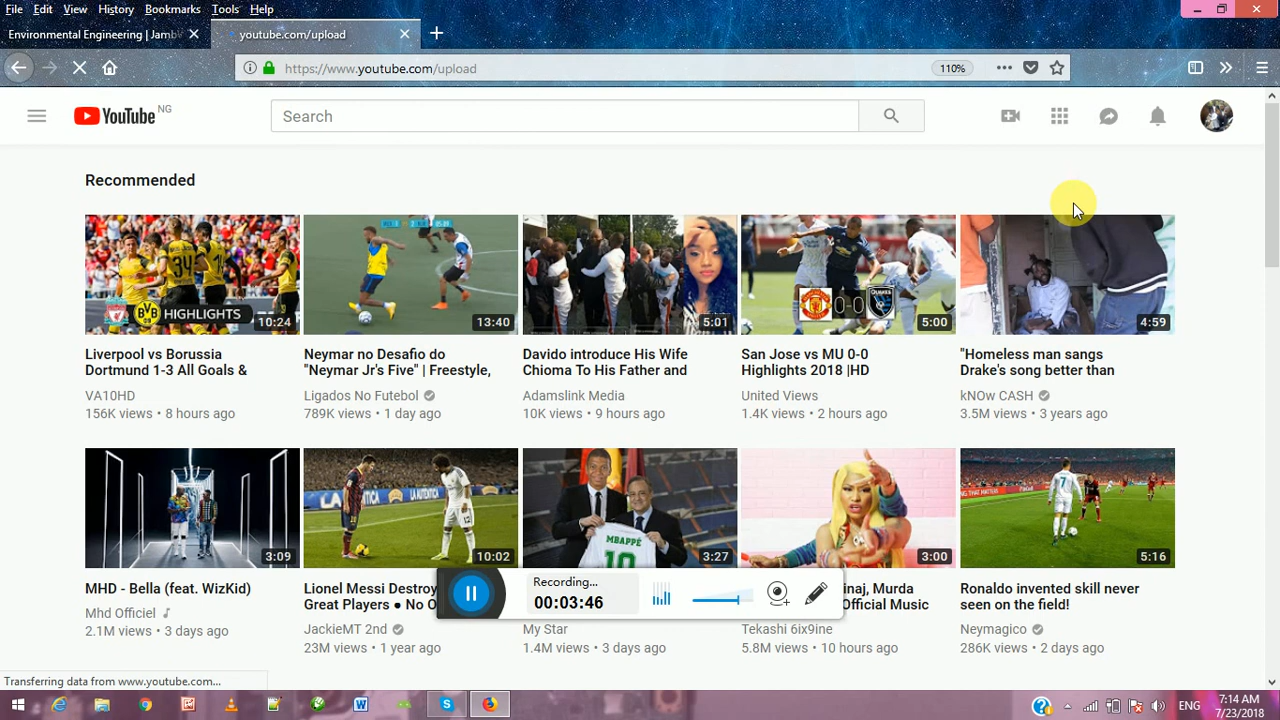 File Edit View History Bookmarks Tools Help
Environmental Engineering | Jamb
youtube.com/upload
https://www.youtube.com/upload
110%
YouTube NG
Search
Recommended
HIGHLIGHTS
10:24
13:40
5:01
0-0
5:00
4:59
Liverpool vs Borussia
Dortmund 1-3 All Goals &
VA10HD
156K views • 8 hours ago
Neymar no Desafio do
"Neymar Jr's Five" | Freestyle,
Ligados No Futebol
789K views • 1 day ago
Davido introduce His Wife
Chioma To His Father and
Adamslink Media
10K views • 9 hours ago
San Jose vs MU 0-0
Highlights 2018 |HD
United Views
1.4K views • 2 hours ago
"Homeless man sangs
Drake's song better than
kNOw CASH
3.5M views • 3 years ago
3:09
10:02
MBAPPÉ
10
3:27
3:00
7
5:16
MHD - Bella (feat. WizKid)
Mhd Officiel
2.1M views • 3 days ago
Lionel Messi Destroy
Great Players ● No
JackieMT 2nd
23M views • 1 year ago
My Star
1.4M views • 3 days ago
inaj, Murda
Official Music
Tekashi 6ix9ine
5.8M views • 10 hours ago
Ronaldo invented skill never
seen on the field!
Neymagico
286K views • 2 days ago
Recording...
00:03:46
Transferring data from www.youtube.com...
ENG
7:14 AM
7/23/2018